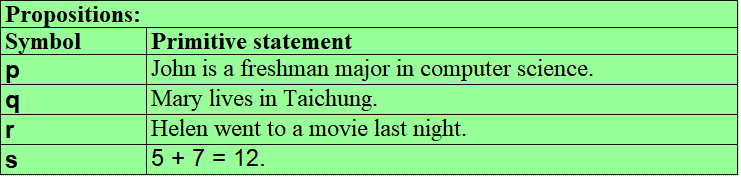 Propositions:
Symbol Primitive statement
p John is a freshman major in computer science.
q Mary lives in Taichung.
r Helen went to a movie last night.
s 5 + 7 = 12.